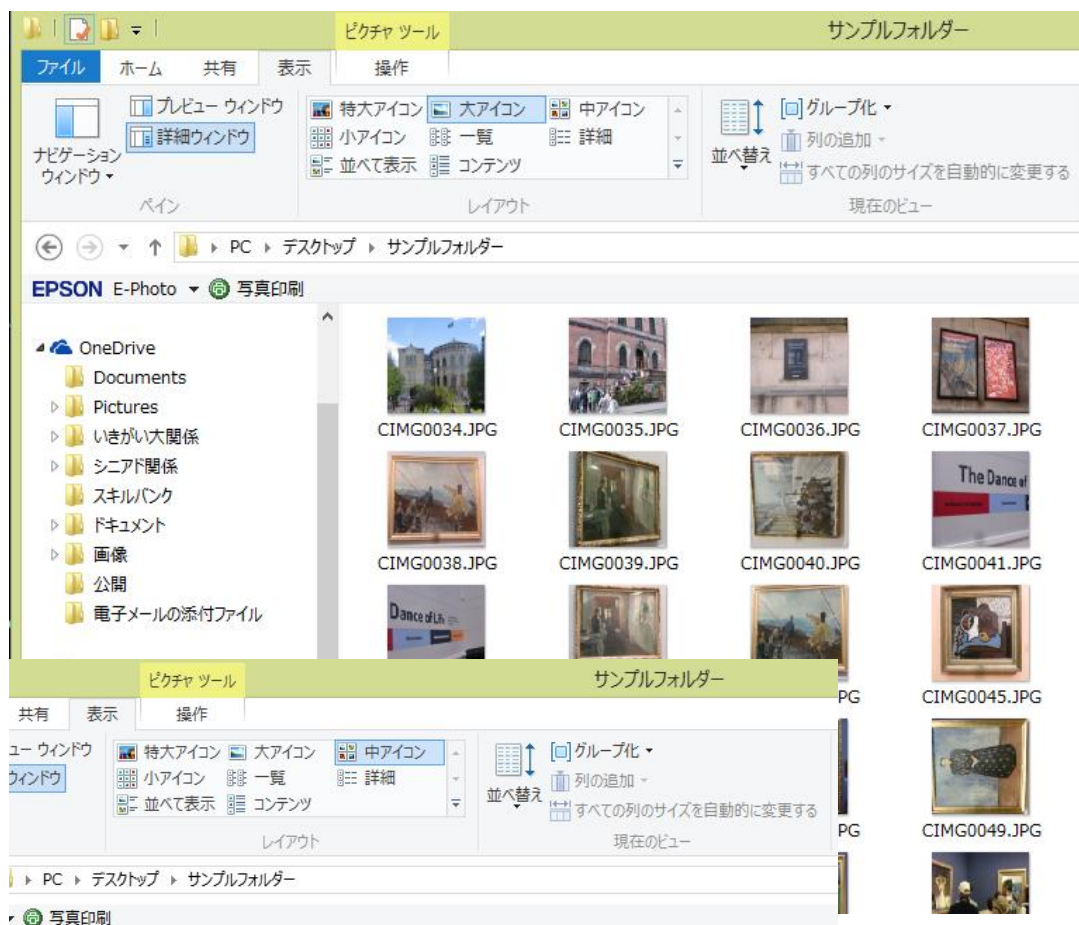 ピクチャ ツール
サンプルフォルダー
ファイル ホーム 共有 表示 操作
ナビゲーション ウィンドウ
プレビュー ウィンドウ
詳細ウィンドウ
特大アイコン 大アイコン 中アイコン
小アイコン 一覧 詳細
並べて表示 コンテンツ
並べ替え
グループ化
列の追加
すべての列のサイズを自動的に変更する
ペイン レイアウト 現在のビュー
PC デスクトップ サンプルフォルダー
EPSON E-Photo 写真印刷
OneDrive
Documents
Pictures
いきがい大関係
シニアド関係
スキルバンク
ドキュメント
画像
公開
電子メールの添付ファイル
CIMG0034.JPG CIMG0035.JPG CIMG0036.JPG CIMG0037.JPG
The Dance of
CIMG0038.JPG CIMG0039.JPG CIMG0040.JPG CIMG0041.JPG
Dance of Life
PG CIMG0045.JPG
PG CIMG0049.JPG
ピクチャ ツール
サンプルフォルダー
共有 表示 操作
ュー ウィンドウ
ウィンドウ
特大アイコン 大アイコン 中アイコン
小アイコン 一覧 詳細
並べて表示 コンテンツ
並べ替え
グループ化
列の追加
すべての列のサイズを自動的に変更する
レイアウト 現在のビュー
PC デスクトップ サンプルフォルダー
写真印刷